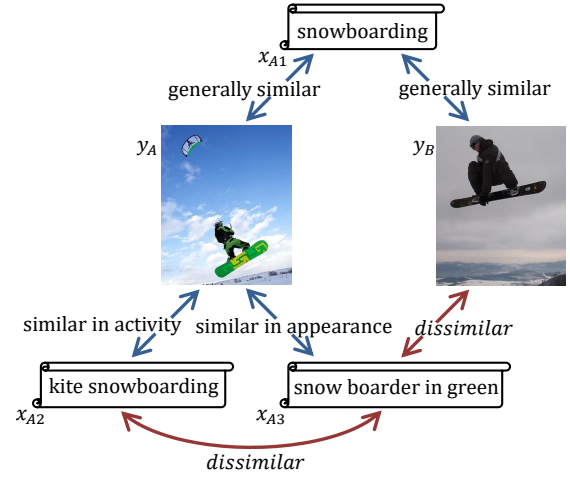 snowboarding
x_{A1}
generally similar
generally similar
y_A
y_B
similar in activity
similar in appearance
dissimilar
kite snowboarding
snow boarder in green
x_{A2}
x_{A3}
dissimilar